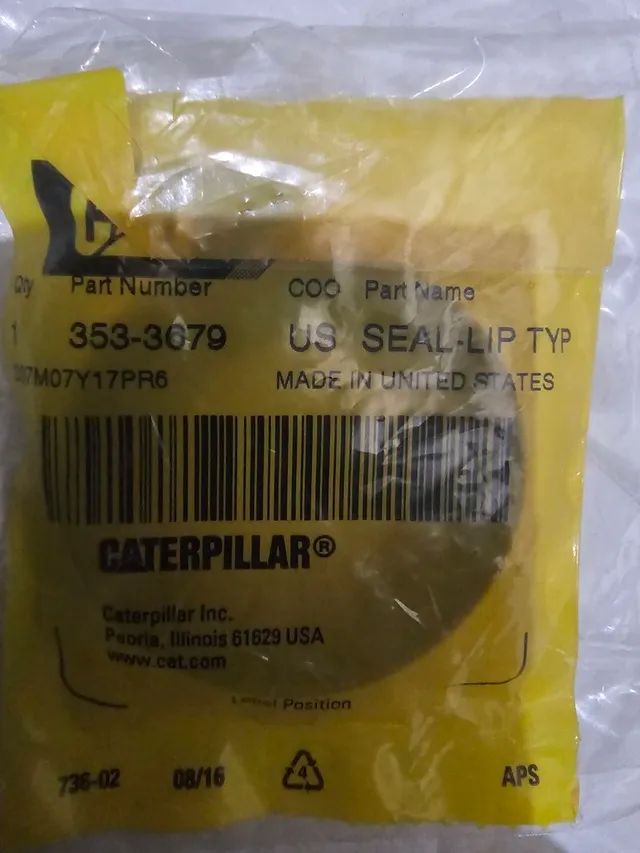 Qty Part Number COO Part Name
1 353-3679 US SEAL-LIP TYP
MADE IN UNITED STATES
CATERPILLAR®
Caterpillar Inc.
Peoria, Illinois 61629 USA
www.cat.com
Label Position
736-02 08/16 4 APS